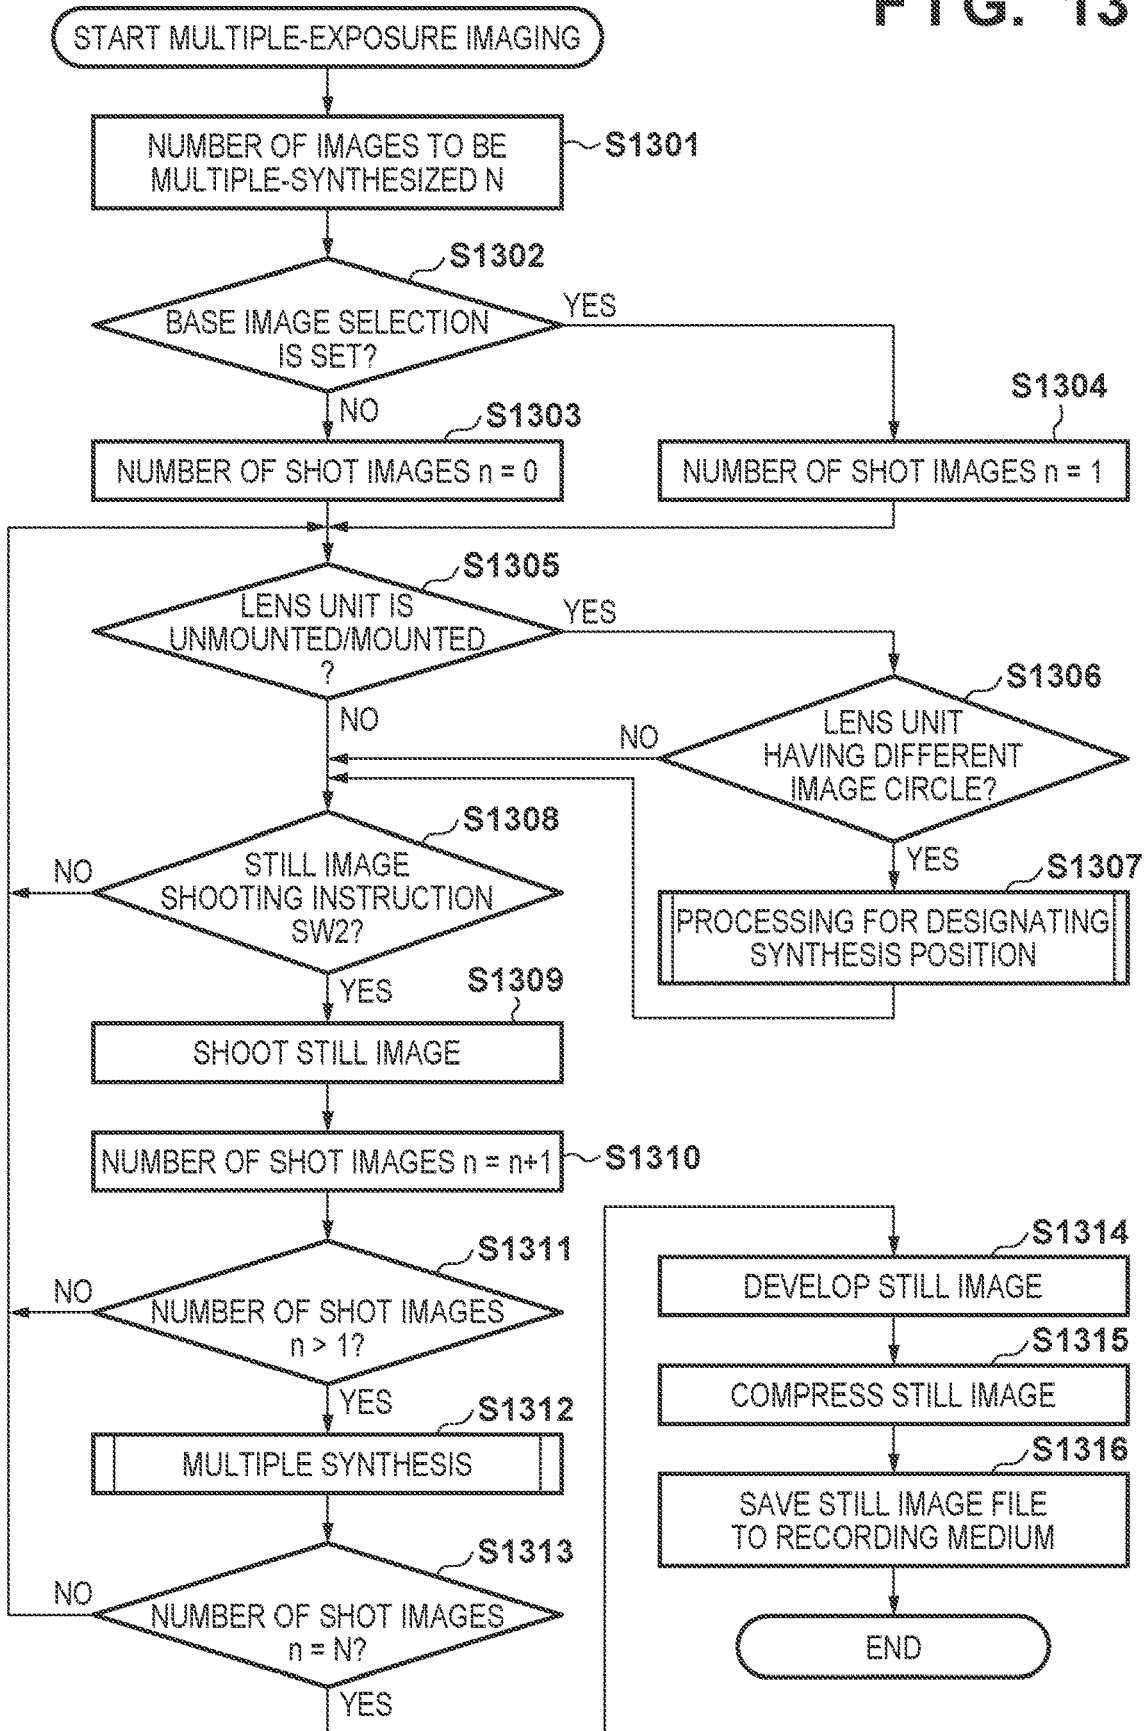 FIG. 13
START MULTIPLE-EXPOSURE IMAGING
NUMBER OF IMAGES TO BE
MULTIPLE-SYNTHESIZED N
S1301
S1302
BASE IMAGE SELECTION
IS SET?
YES
NO
S1303
NUMBER OF SHOT IMAGES n = 0
S1304
NUMBER OF SHOT IMAGES n = 1
S1305
LENS UNIT IS
UNMOUNTED/MOUNTED
?
YES
NO
S1306
LENS UNIT
HAVING DIFFERENT
IMAGE CIRCLE?
NO
YES
S1307
PROCESSING FOR DESIGNATING
SYNTHESIS POSITION
S1308
STILL IMAGE
SHOOTING INSTRUCTION
SW2?
NO
YES
S1309
SHOOT STILL IMAGE
NUMBER OF SHOT IMAGES n = n+1
S1310
S1311
NUMBER OF SHOT IMAGES
n > 1?
NO
YES
S1312
MULTIPLE SYNTHESIS
S1313
NUMBER OF SHOT IMAGES
n = N?
NO
YES
S1314
DEVELOP STILL IMAGE
S1315
COMPRESS STILL IMAGE
S1316
SAVE STILL IMAGE FILE
TO RECORDING MEDIUM
END